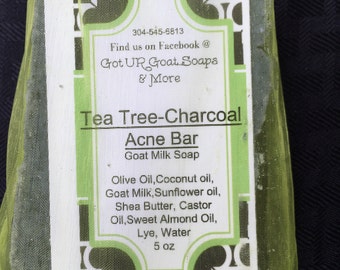 304-545-6813
Find us on Facebook @
Got UR Goat Soaps
& More
Tea Tree-Charcoal
Acne Bar
Goat Milk Soap
Olive Oil,Coconut oil,
Goat Milk,Sunflower oil,
Shea Butter, Castor
Oil,Sweet Almond Oil,
Lye, Water
5 oz